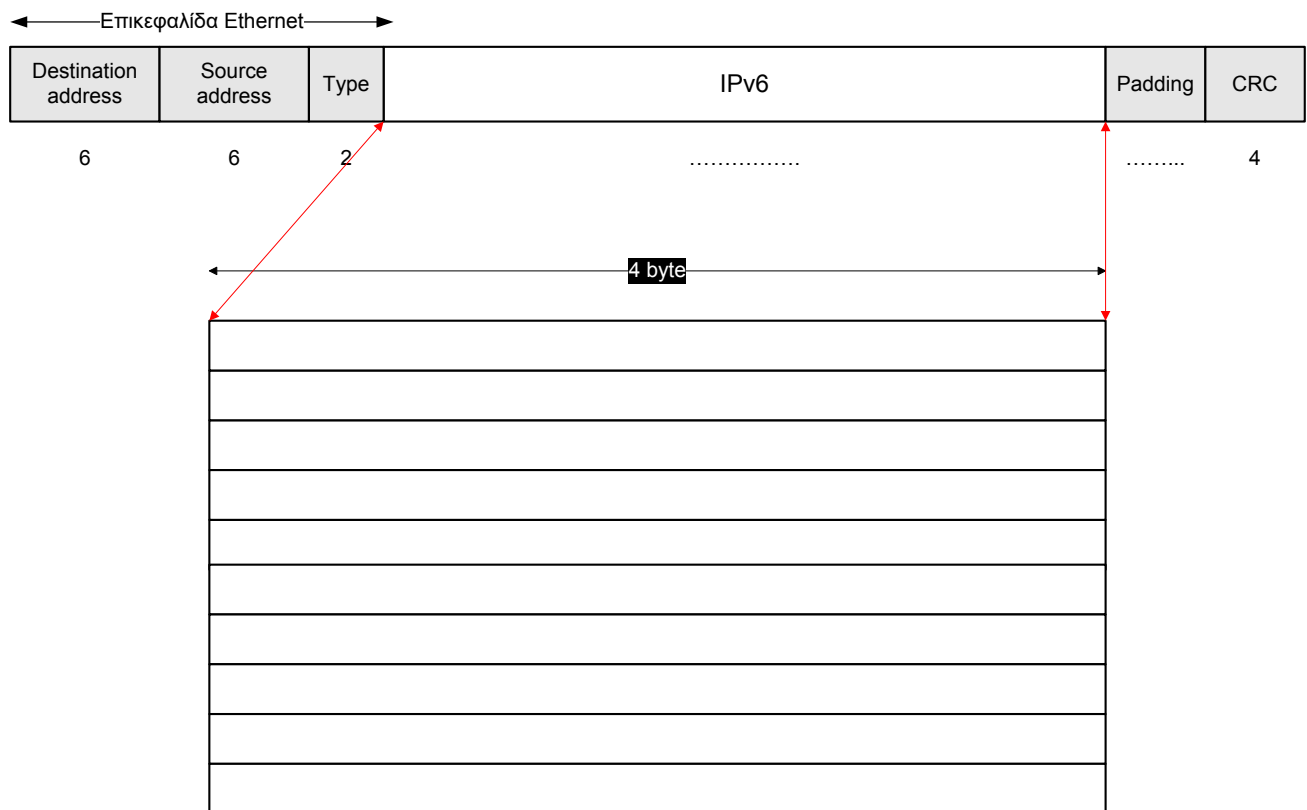 Επικεφαλίδα Ethernet
Destination address
Source address
Type
IPv6
Padding
CRC
6
6
2
……………
……...
4
4 byte